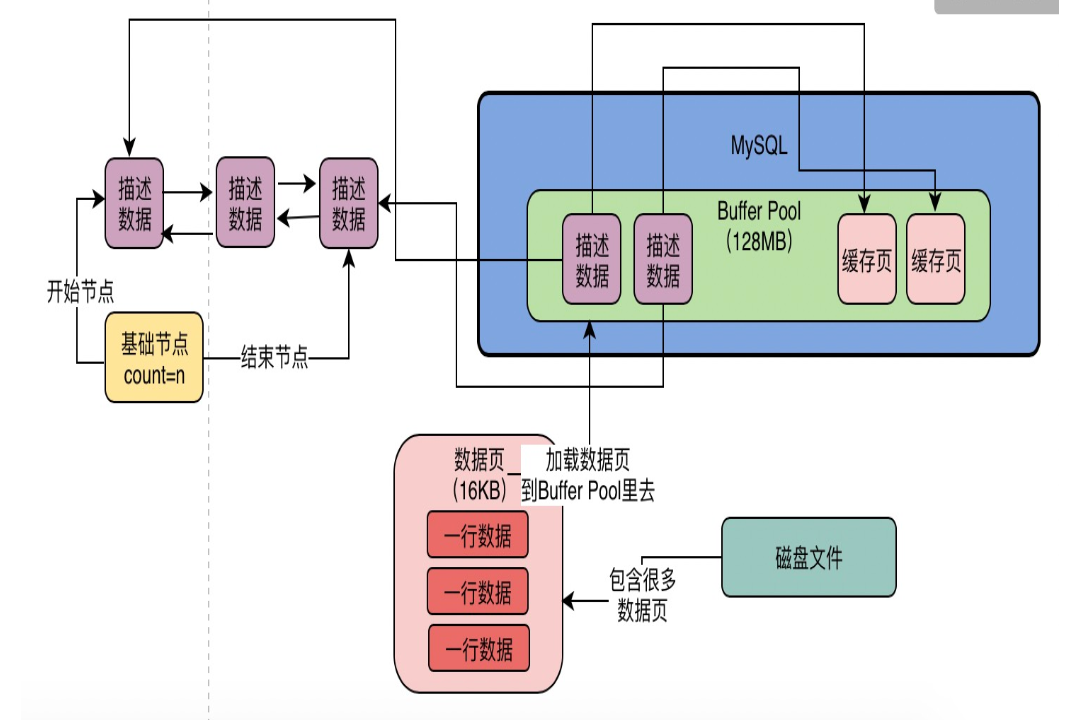 MySQL
Buffer Pool
（128MB）
描述
数据
描述
数据
描述
数据
描述
数据
描述
数据
缓存页
缓存页
开始节点
基础节点
count=n
结束节点
数据页
（16KB）
加载数据页
到Buffer Pool里去
一行数据
一行数据
一行数据
包含很多
数据页
磁盘文件